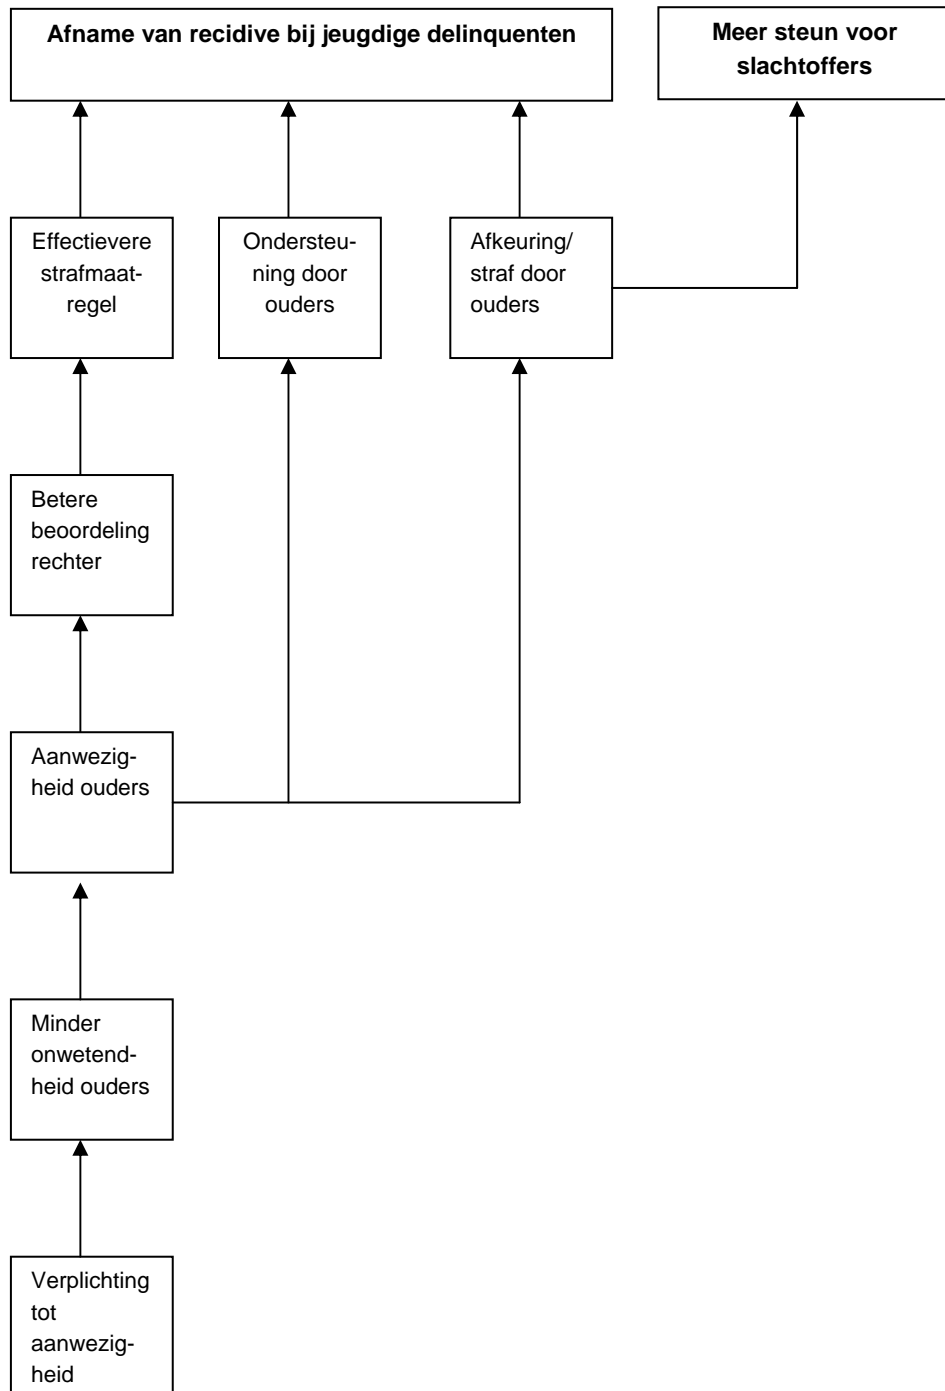 Afname van recidive bij jeugdige delinquenten
Meer steun voor
slachtoffers
Effectievere
strafmaat-
regel
Ondersteu-
ning door
ouders
Afkeuring/
straf door
ouders
Betere
beoordeling
rechter
Aanwezig-
heid ouders
Minder
onwetend-
heid ouders
Verplichting
tot
aanwezig-
heid